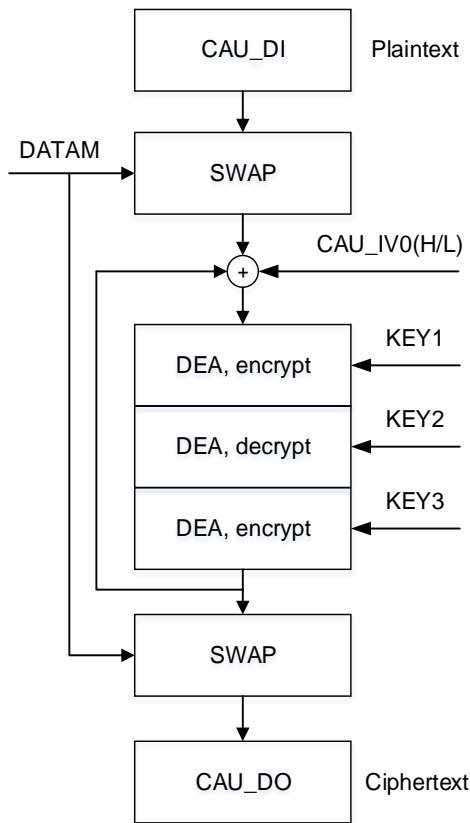 CAU_DI
Plaintext
DATAM
SWAP
CAU_IV0(H/L)
+
KEY1
DEA, encrypt
KEY2
DEA, decrypt
KEY3
DEA, encrypt
SWAP
CAU_DO
Ciphertext